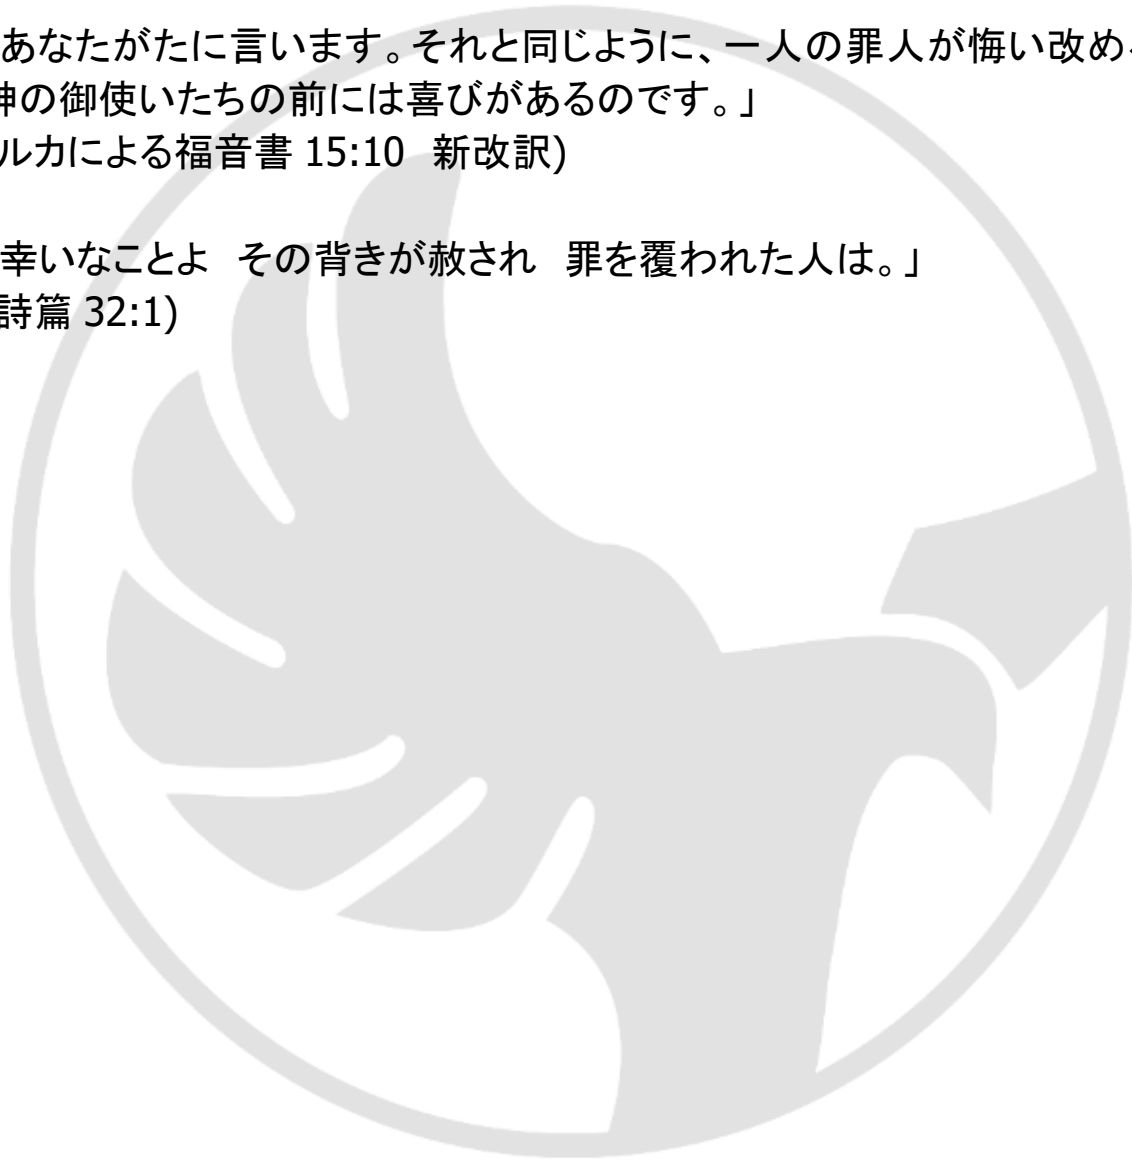 あなたがたに言います。それと同じように、一人の罪人が悔い改め
の御使いたちの前には喜びがあるのです。」
ルカによる福音書 15:10 新改訳)
幸いなことよ その背きが赦され 罪を覆われた人は。」
詩篇 32:1)